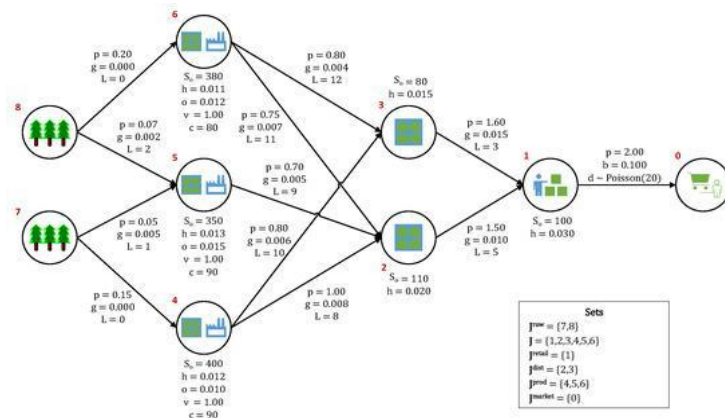 6
p = 0.20
g = 0.000
L = 0
S₀ = 380
h = 0.011
o = 0.012
v = 1.00
c = 80
p = 0.80
g = 0.004
L = 12
S₀ = 80
h = 0.015
3
8
p = 0.07
g = 0.002
L = 2
5
p = 0.75
g = 0.007
L = 11
p = 1.60
g = 0.015
L = 3
1
p = 2.00
b = 0.100
d ~ Poisson(20)
0
p = 0.70
g = 0.005
L = 9
7
p = 0.05
g = 0.005
L = 1
S₀ = 350
h = 0.013
o = 0.015
v = 1.00
c = 90
p = 0.80
g = 0.006
L = 10
p = 1.50
g = 0.010
L = 5
S₀ = 100
h = 0.030
2
S₀ = 110
h = 0.020
p = 0.15
g = 0.000
L = 0
4
p = 1.00
g = 0.008
L = 8
S₀ = 400
h = 0.012
o = 0.010
v = 1.00
c = 90
Sets
J^raw = {7,8}
J = {1,2,3,4,5,6}
J^retail = {1}
J^dist = {2,3}
J^prod = {4,5,6}
J^market = {0}